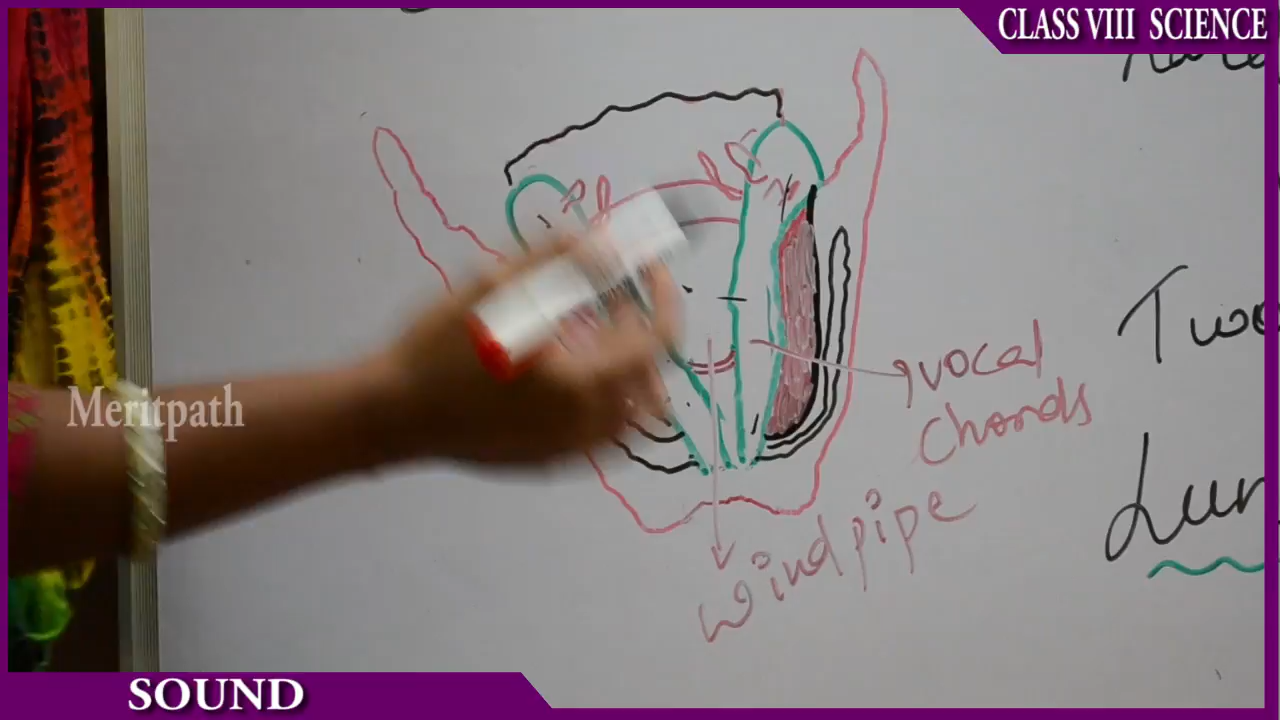 CLASS VIII SCIENCE
vocal
chords
windpipe
Meritpath
SOUND